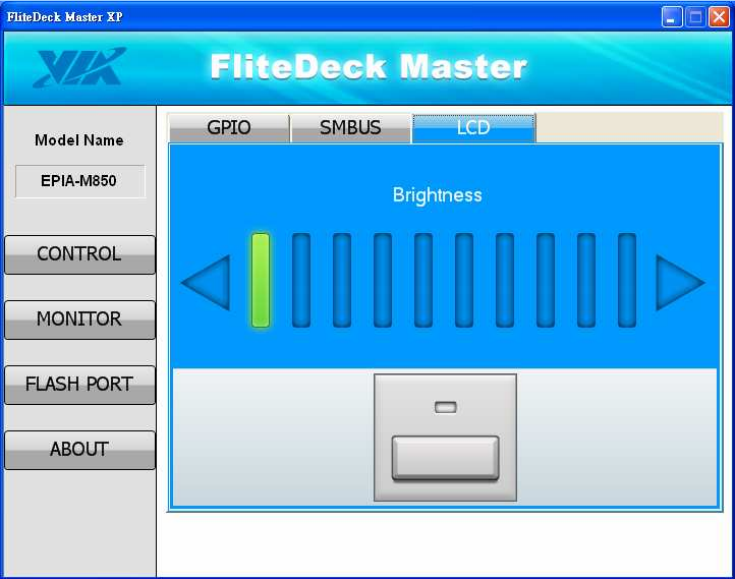 FliteDeck Master XP
VIA
FliteDeck Master
Model Name
EPIA-M850
CONTROL
MONITOR
FLASH PORT
ABOUT
GPIO SMBUS LCD
Brightness